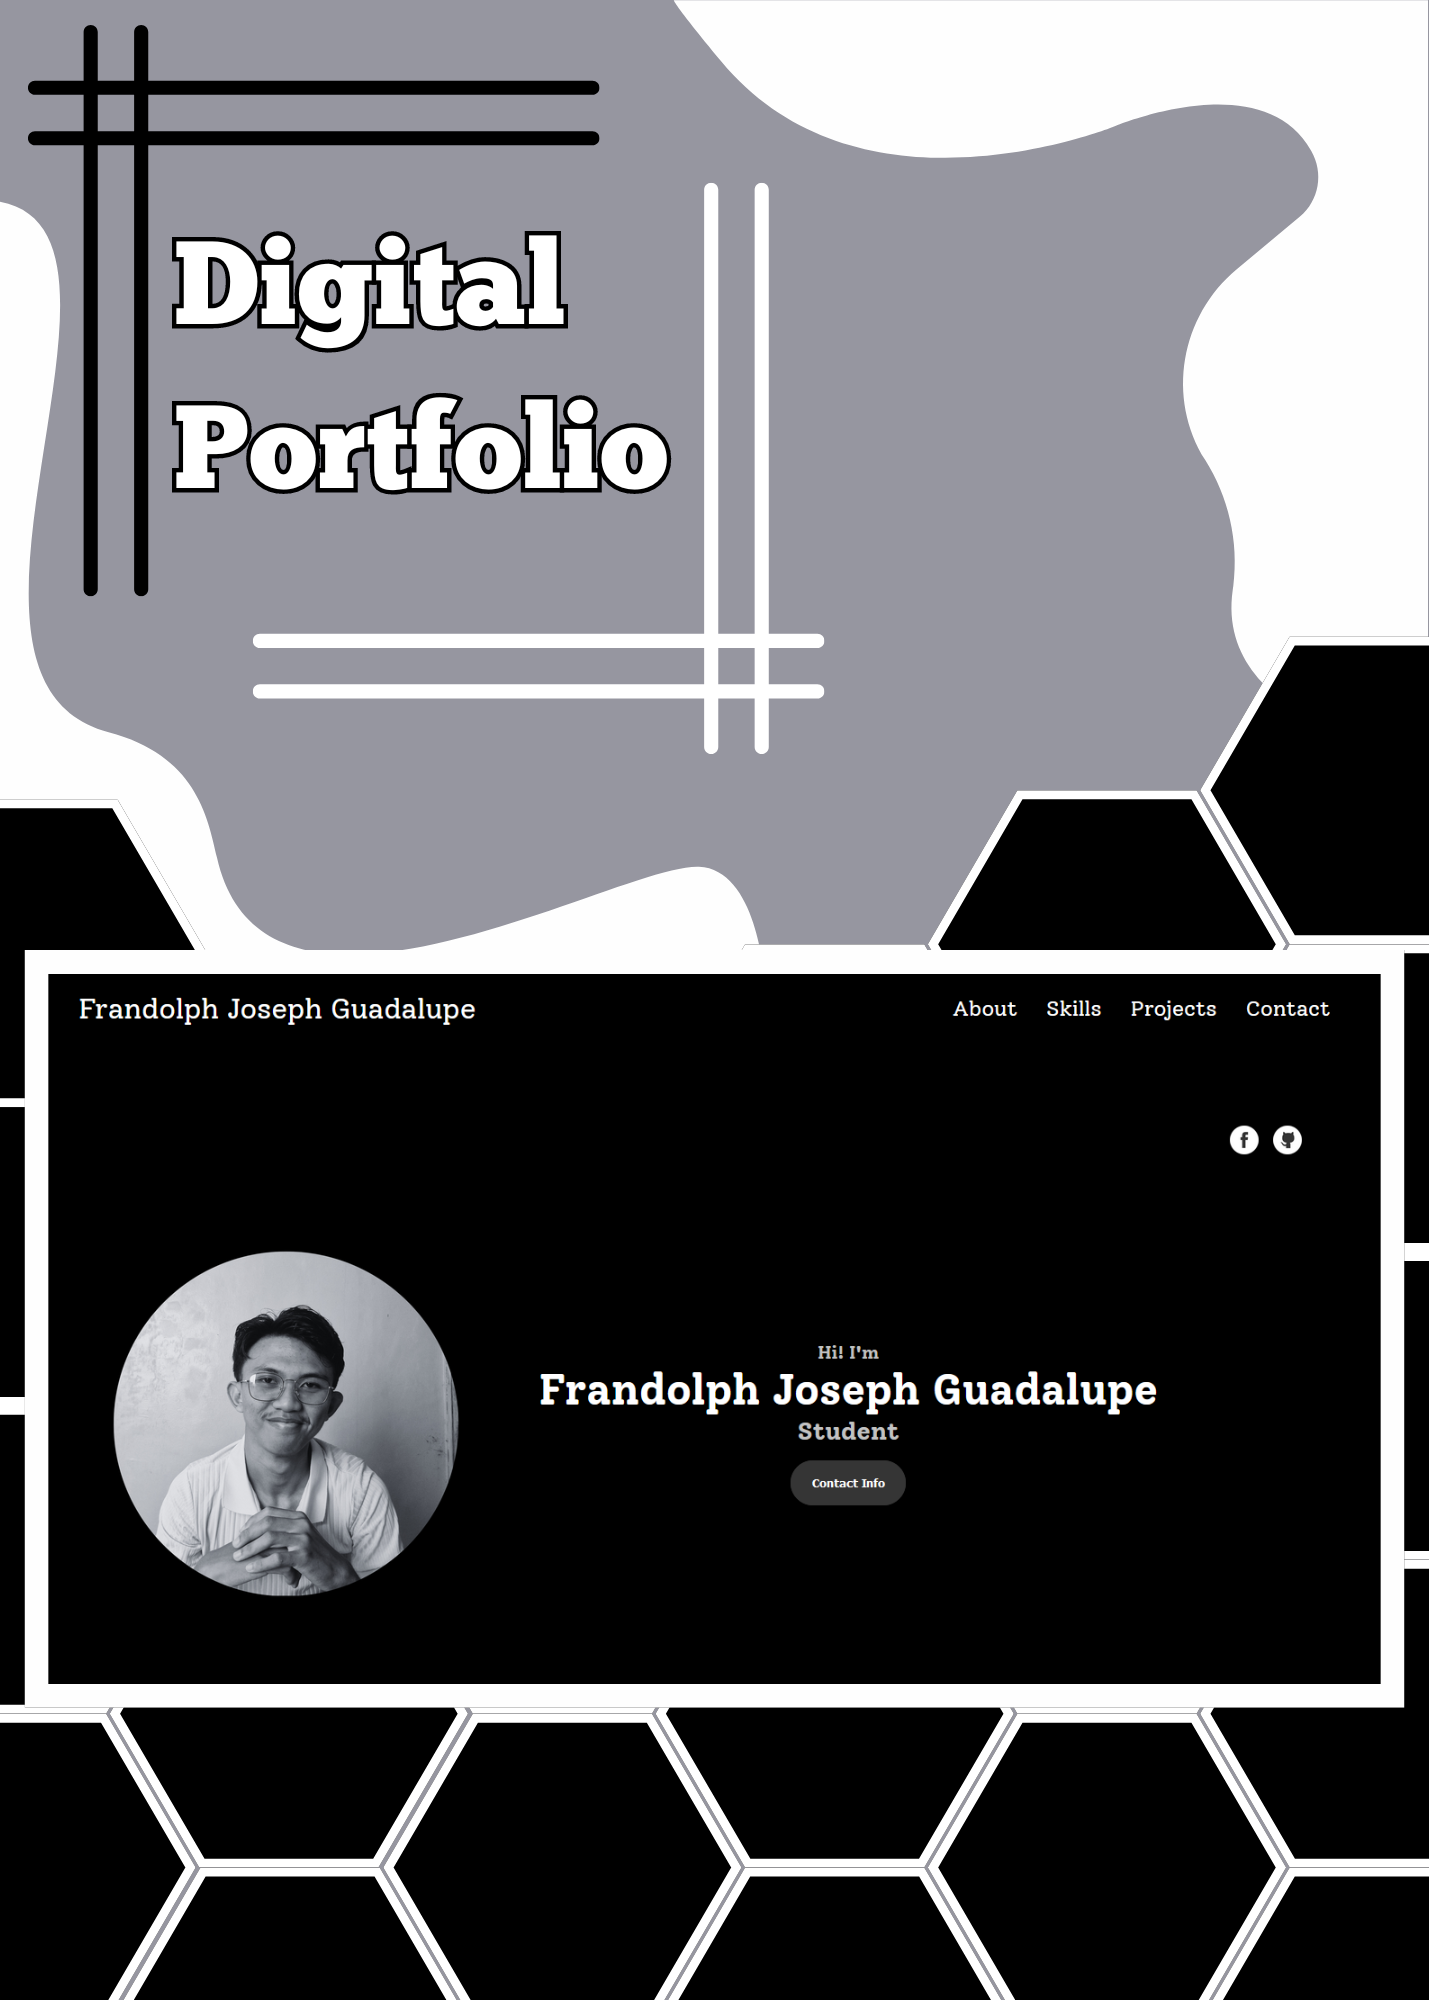 Digital
Portfolio
Frandolph Joseph Guadalupe
About Skills Projects Contact
Hi! I'm
Frandolph Joseph Guadalupe
Student
Contact Info